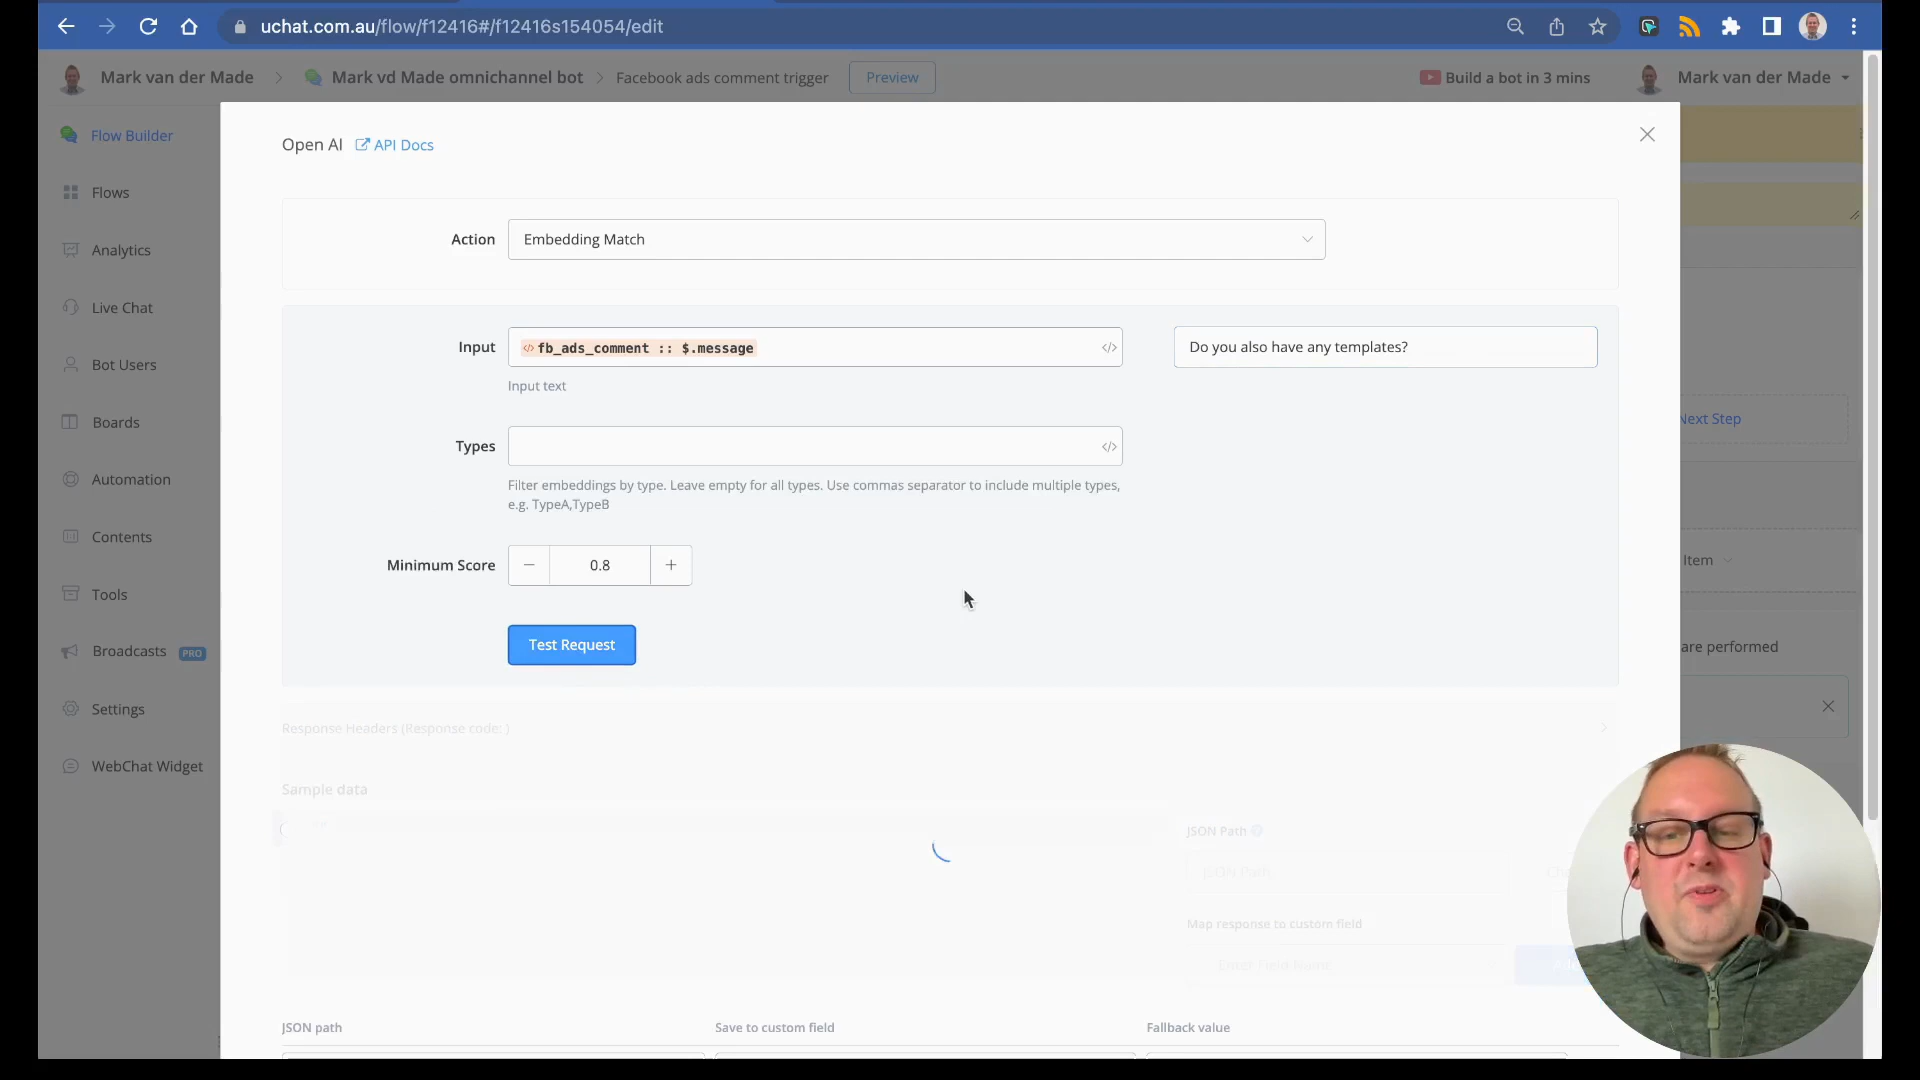 uchat.com.au/flow/f12416#/f12416s154054/edit
Mark van der Made > Mark vd Made omnichannel bot > Facebook ads comment trigger Preview Build a bot in 3 mins Mark van der Made
Flow Builder
Flows
Analytics
Live Chat
Bot Users
Boards
Automation
Contents
Tools
Broadcasts PRO
Settings
WebChat Widget
Open AI API Docs
Action Embedding Match
Input </> fb_ads_comment :: $.message </> Do you also have any templates?
Input text
Types </>
Filter embeddings by type. Leave empty for all types. Use commas separator to include multiple types,
e.g. TypeA,TypeB
Minimum Score − 0.8 +
Test Request
Response Headers (Response code: )
Sample data
JSON Path
JSON Path
Map response to custom field
Enter Field Name
JSON path Save to custom field Fallback value
Next Step
Item
are performed